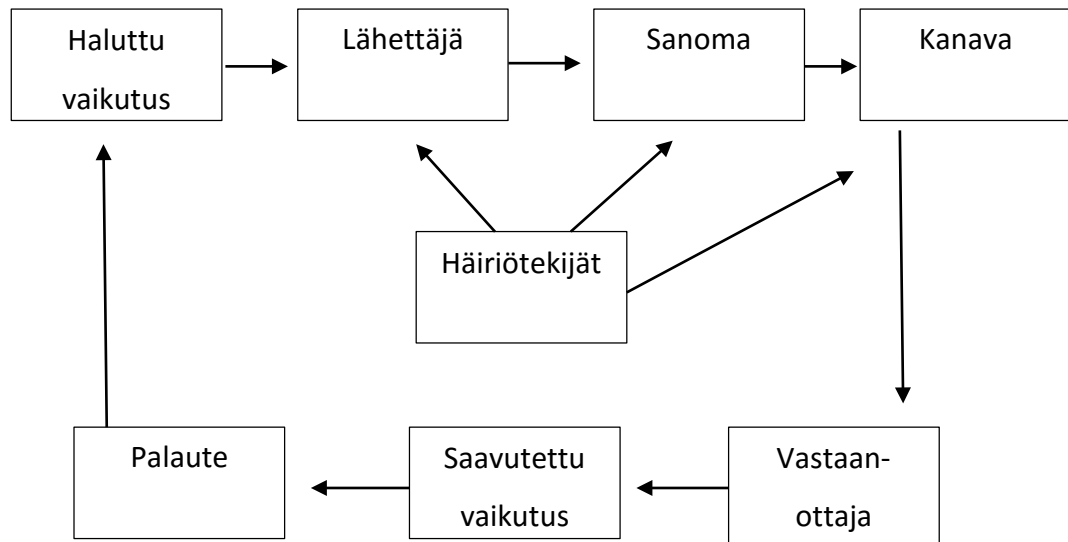 Haluttu
vaikutus
Lähettäjä
Sanoma
Kanava
Häiriötekijät
Palaute
Saavutettu
vaikutus
Vastaan-
ottaja